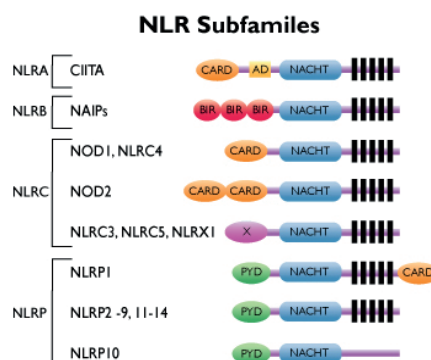 NLR Subfamiles
NLRA CIITA CARD AD NACHT
NLRB NAIPs BIR BIR BIR NACHT
NOD1, NLRC4 CARD NACHT
NLRC NOD2 CARD CARD NACHT
NLRC3, NLRC5, NLRX1 X NACHT
NLRP1 PYD NACHT CARD
NLRP NLRP2 -9, 11-14 PYD NACHT
NLRP10 PYD NACHT